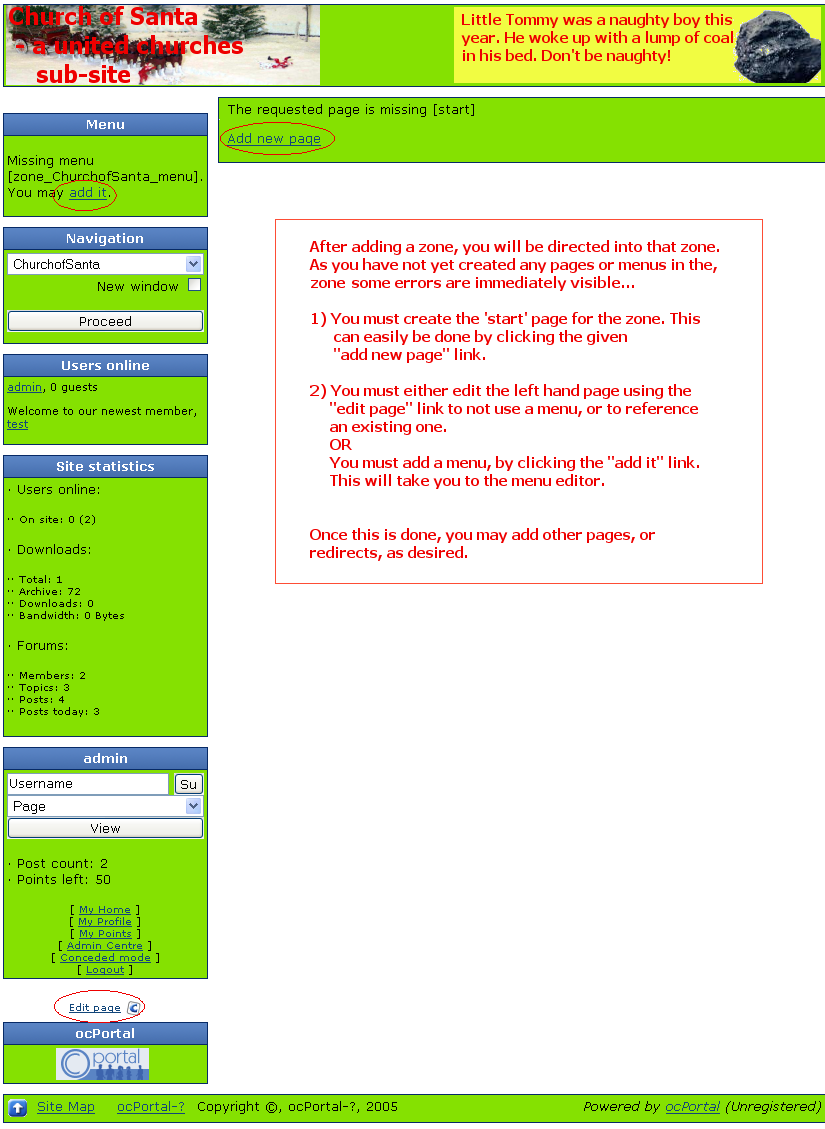 Church of Santa
- a united churches
sub-site
Little Tommy was a naughty boy this
year. He woke up with a lump of coal
in his bed. Don't be naughty!
Menu
Missing menu
[zone_ChurchofSanta_menu].
You may add it.
Navigation
ChurchofSanta
New window
Proceed
Users online
admin, 0 guests
Welcome to our newest member,
test
Site statistics
· Users online:
·· On site: 0 (2)
· Downloads:
·· Total: 1
·· Archive: 72
·· Downloads: 0
·· Bandwidth: 0 Bytes
· Forums:
·· Members: 2
·· Topics: 3
·· Posts: 4
·· Posts today: 3
admin
Username
Su
Page
View
· Post count: 2
· Points left: 50
[ My Home ]
[ My Profile ]
[ My Points ]
[ Admin Centre ]
[ Conceded mode ]
[ Logout ]
Edit page
ocPortal
portal
The requested page is missing [start]
Add new page
After adding a zone, you will be directed into that zone.
As you have not yet created any pages or menus in the,
zone some errors are immediately visible...
1) You must create the 'start' page for the zone. This
can easily be done by clicking the given
"add new page" link.
2) You must either edit the left hand page using the
"edit page" link to not use a menu, or to reference
an existing one.
OR
You must add a menu, by clicking the "add it" link.
This will take you to the menu editor.
Once this is done, you may add other pages, or
redirects, as desired.
Site Map ocPortal-? Copyright ©, ocPortal-?, 2005 Powered by ocPortal (Unregistered)